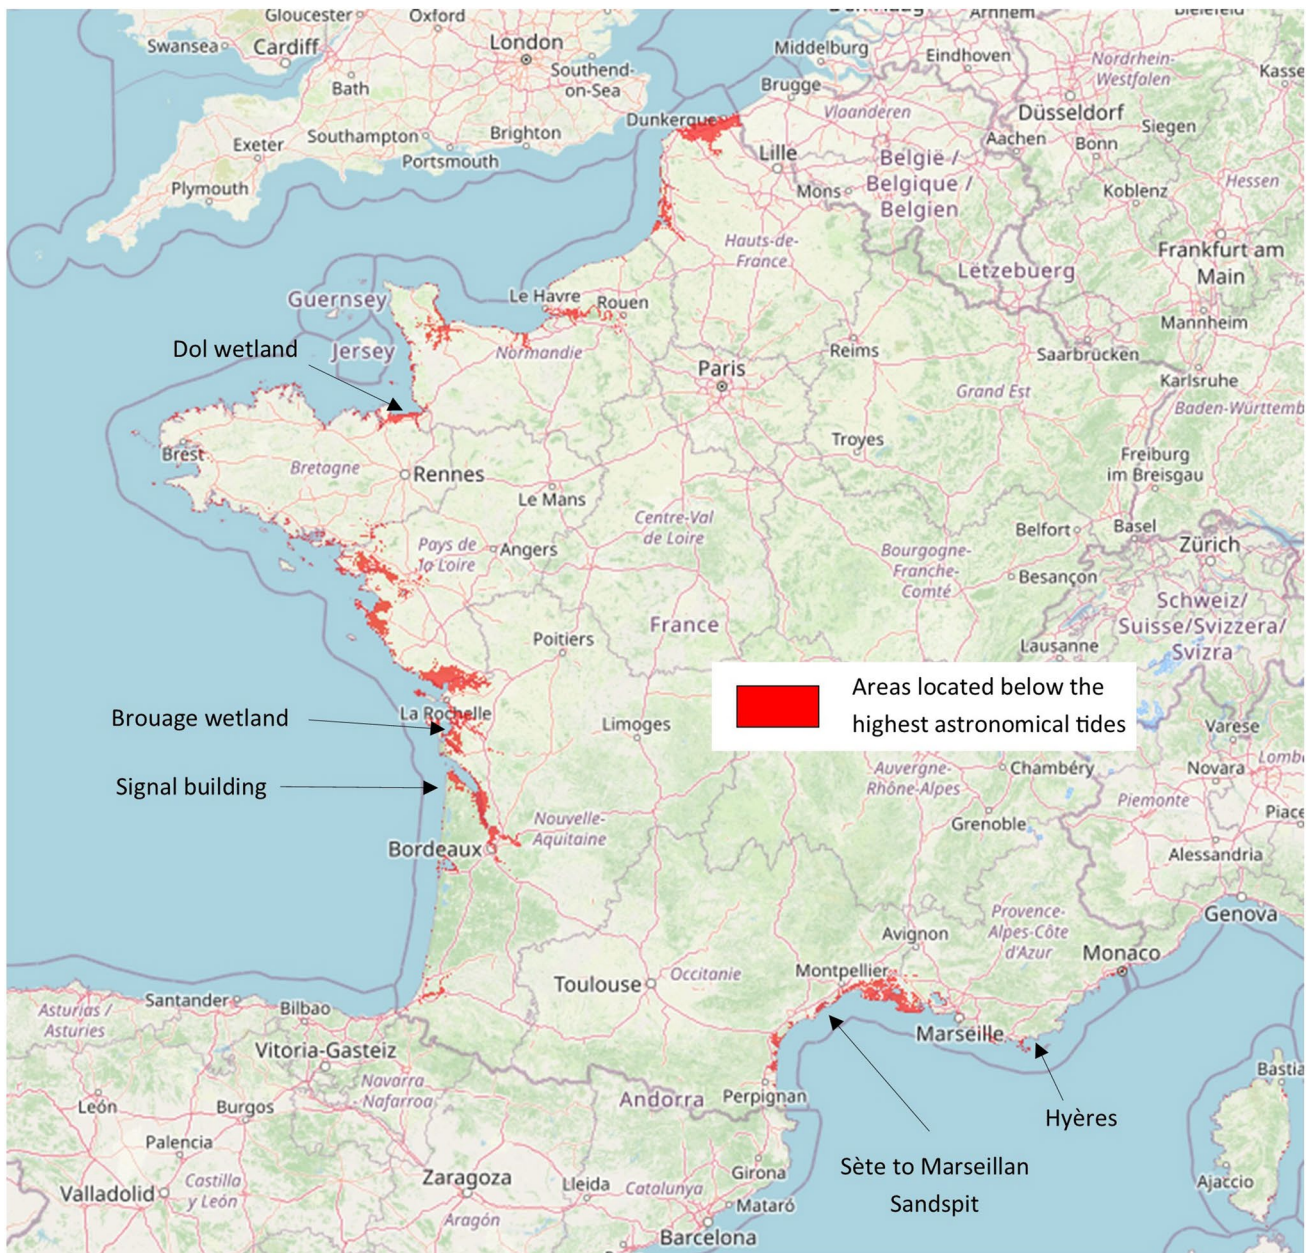 Gloucester
Oxford
Arnhem
Swansea
Cardiff
London
Middelburg
Eindhoven
Nordrhein-
Westfalen
Southend-
on-Sea
Brugge
Kasse
Bath
Düsseldorf
Dunkerque
Vlaanderen
Siegen
Southampton
Brighton
Aachen
Bonn
Exeter
Portsmouth
Lille
België /
Belgique /
Belgien
Plymouth
Mons
Koblenz
Hessen
Hauts-de-
France
Frankfurt am
Main
Lëtzebuerg
Guernsey
Le Havre
Rouen
Mannheim
Dol wetland
Jersey
Normandie
Reims
Saarbrücken
Paris
Karlsruhe
Grand Est
Baden-Württemb
Troyes
Brest
Bretagne
Rennes
Freiburg
im Breisgau
Le Mans
Centre-Val
de Loire
Belfort
Basel
Zürich
Pays de
la Loire
Angers
Bourgogne-
Franche-
Comté
Besançon
Schweiz/
Suisse/Svizzera/
Svizra
France
Poitiers
Lausanne
Areas located below the
highest astronomical tides
La Rochelle
Brouage wetland
Limoges
Varese
Lomb
Signal building
Auvergne-
Rhône-Alpes
Chambéry
Novara
Piemonte
Piace
Nouvelle-
Aquitaine
Grenoble
Bordeaux
Alessandria
Provence-
Alpes-Côte
d'Azur
Genova
Avignon
Monaco
Montpellier
Toulouse
Occitanie
Santander
Bilbao
Asturias /
Asturies
Marseille
Vitoria-Gasteiz
Bastia
Navarra
- Nafarroa
León
Burgos
Andorra
Perpignan
Hyères
Palencia
Sète to Marseillan
Sandspit
Castilla
y León
Zaragoza
Lleida
Catalunya
Girona
Valladolid
Mataró
Ajaccio
Aragón
Barcelona